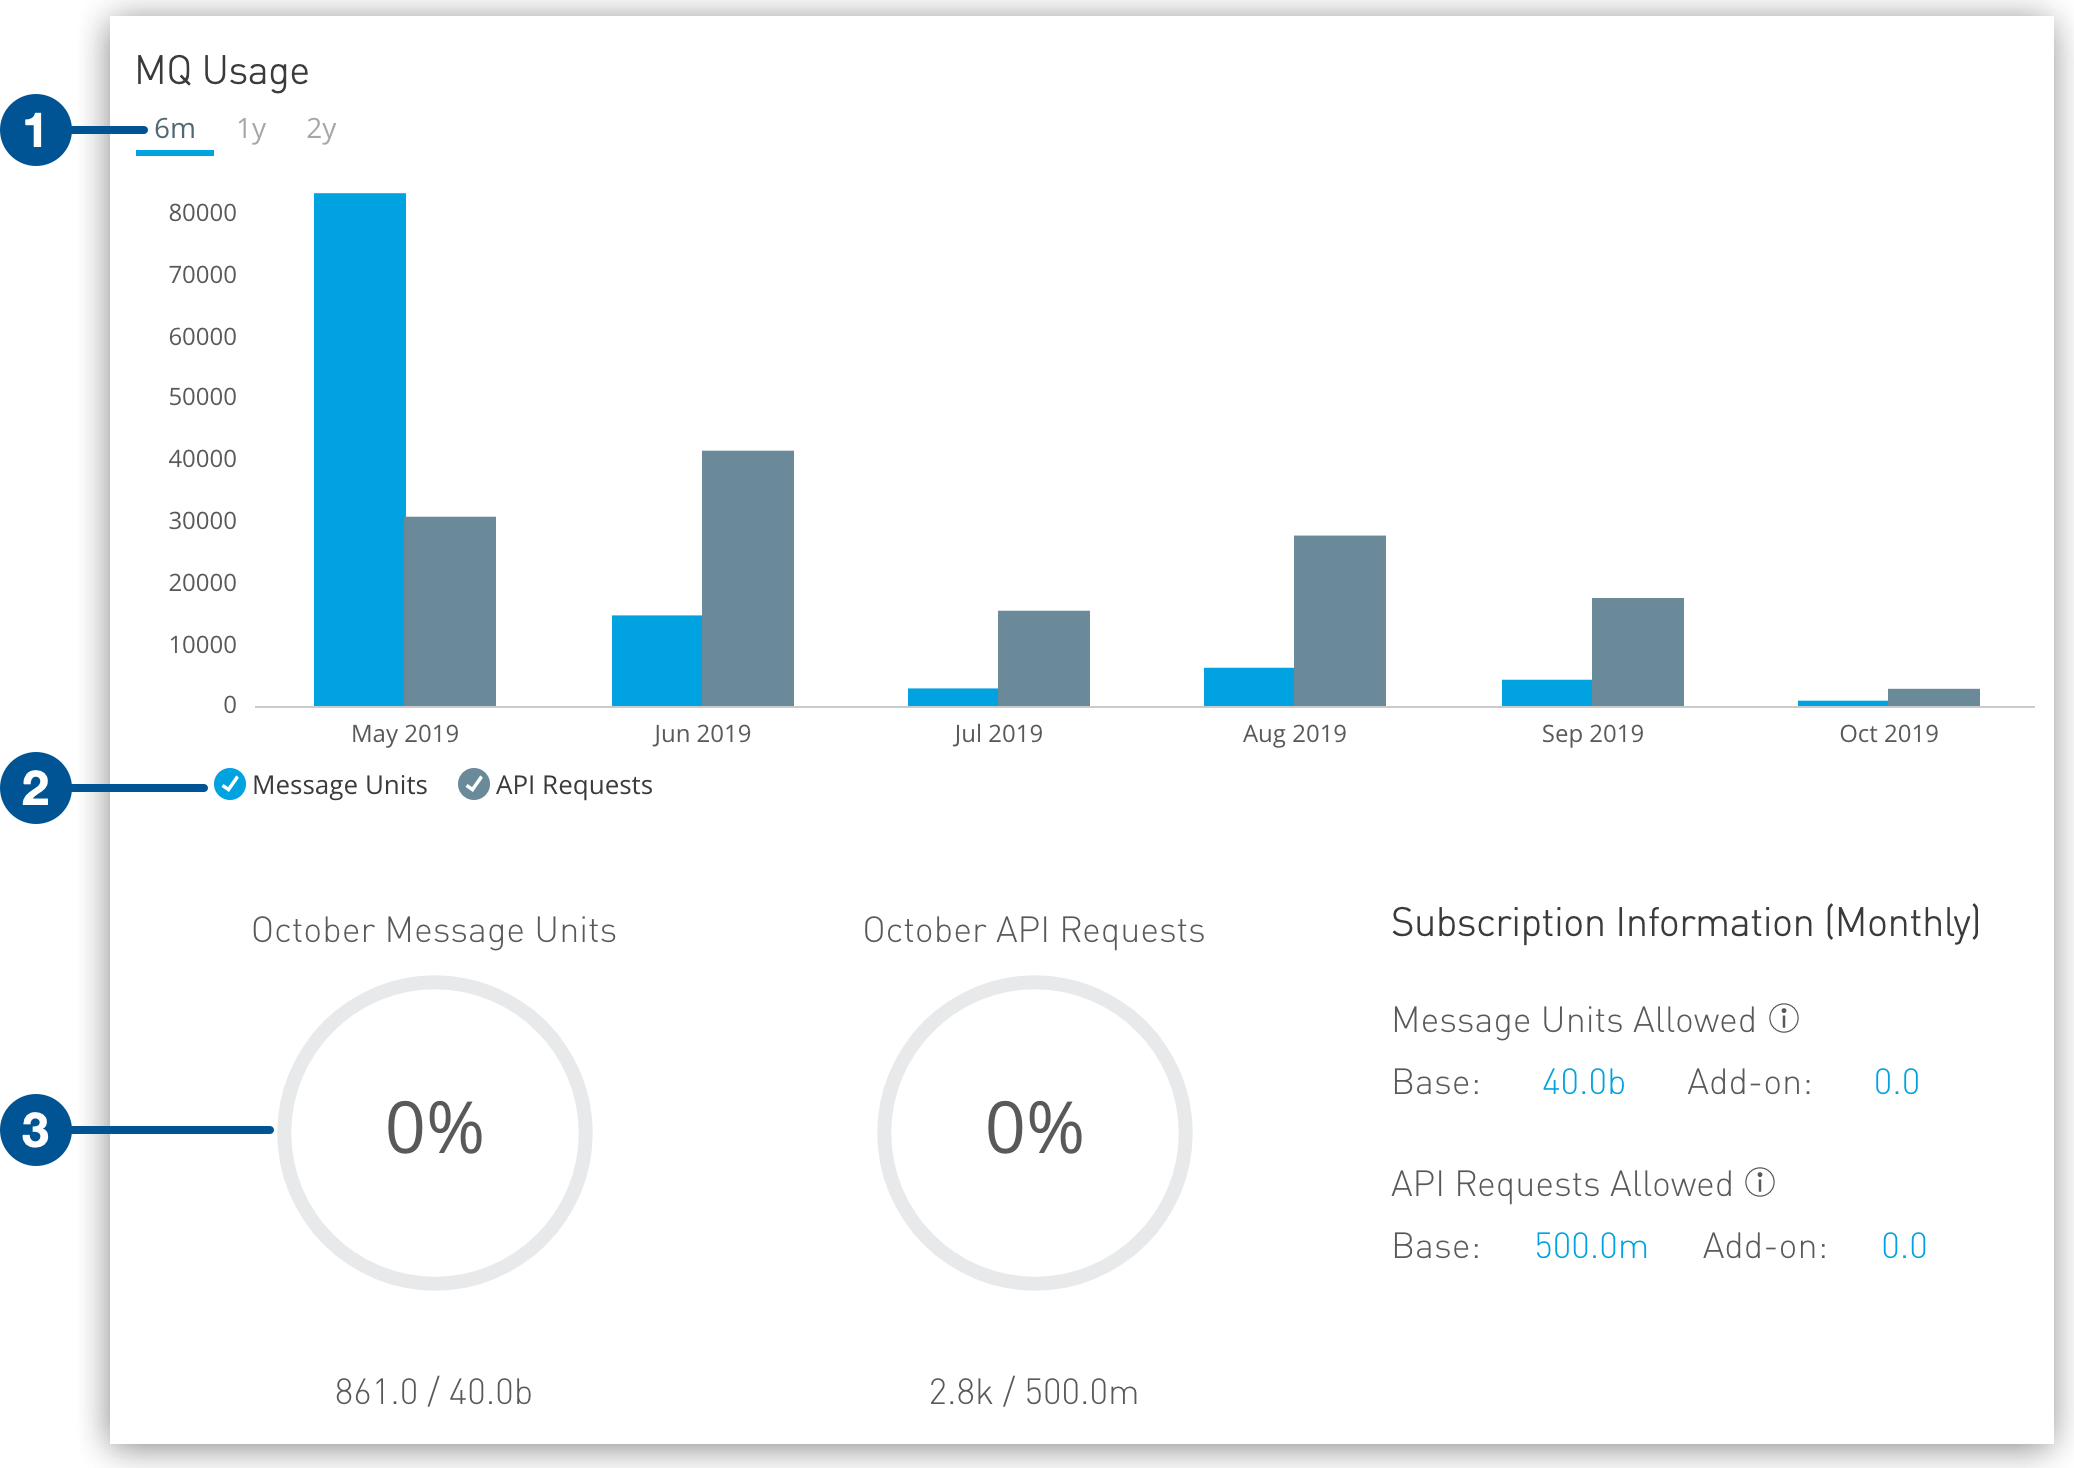 MQ Usage
1
6m 1y 2y
80000
70000
60000
50000
40000
30000
20000
10000
0
May 2019 Jun 2019 Jul 2019 Aug 2019 Sep 2019 Oct 2019
2
Message Units API Requests
October Message Units October API Requests Subscription Information (Monthly)
Message Units Allowed
Base: 40.0b Add-on: 0.0
3
0% 0%
API Requests Allowed
Base: 500.0m Add-on: 0.0
861.0 / 40.0b 2.8k / 500.0m